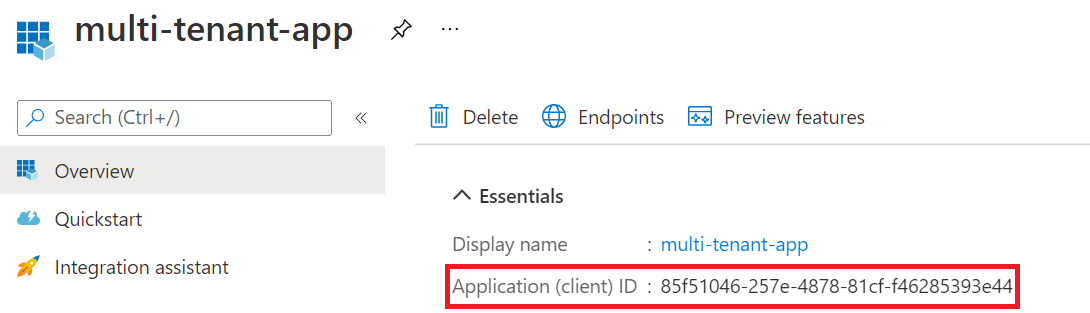 multi-tenant-app
Search (Ctrl+/)
Delete
Endpoints
Preview features
Overview
Quickstart
Integration assistant
Essentials
Display name : multi-tenant-app
Application (client) ID : 85f51046-257e-4878-81cf-f46285393e44